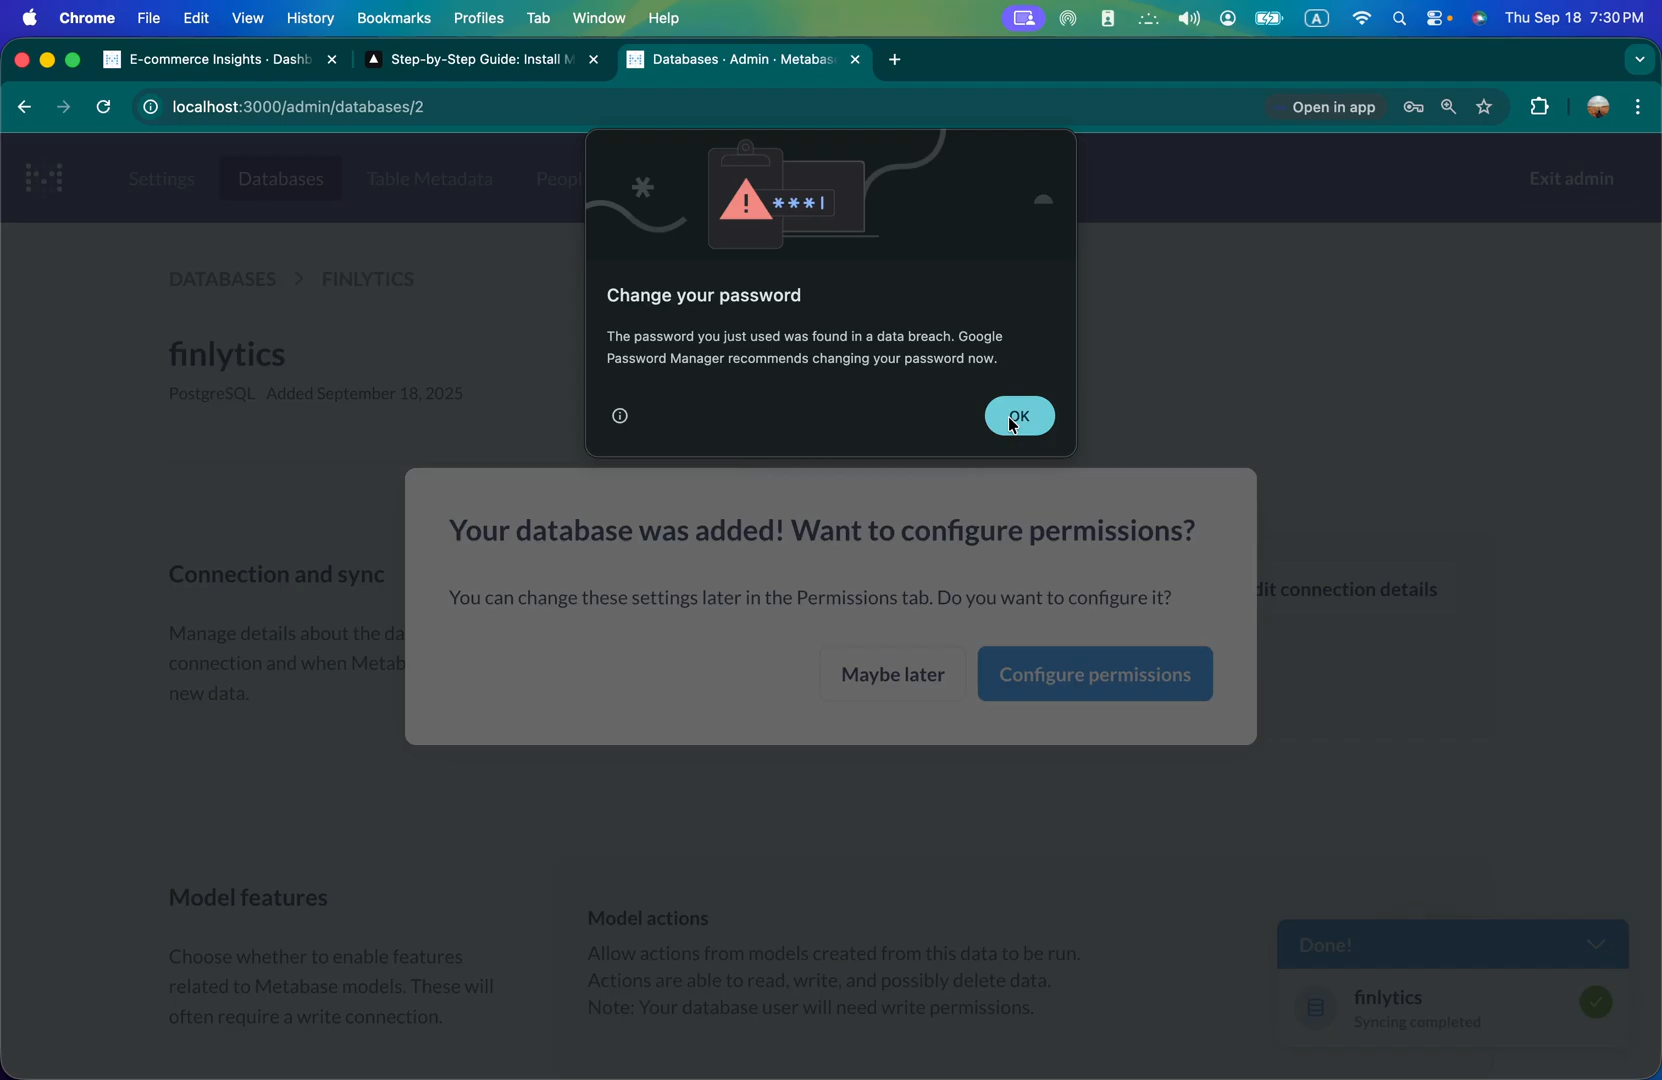 Chrome File Edit View History Bookmarks Profiles Tab Window Help A Thu Sep 18 7:30 PM
E-commerce Insights · Dashb Step-by-Step Guide: Install M Databases · Admin · Metabas
localhost:3000/admin/databases/2 Open in app
Settings Databases Table Metadata Peopl Exit admin
***|
DATABASES > FINLYTICS
Change your password
The password you just used was found in a data breach. Google
Password Manager recommends changing your password now.
finlytics
PostgreSQL Added September 18, 2025
OK
Your database was added! Want to configure permissions?
You can change these settings later in the Permissions tab. Do you want to configure it?
Maybe later Configure permissions
Connection and sync
dit connection details
Manage details about the da
connection and when Metab
new data.
Model features
Choose whether to enable features
related to Metabase models. These will
often require a write connection.
Model actions
Allow actions from models created from this data to be run.
Actions are able to read, write, and possibly delete data.
Note: Your database user will need write permissions.
Done!
finlytics
Syncing completed